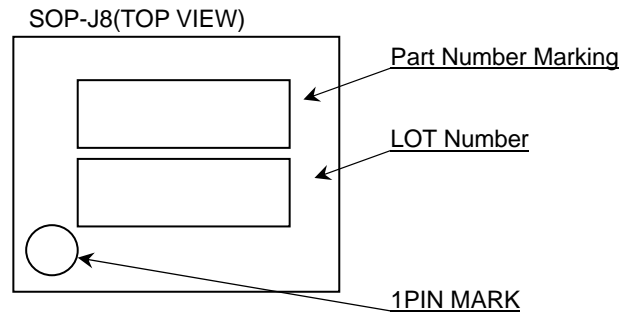 SOP-J8(TOP VIEW)
Part Number Marking
LOT Number
1PIN MARK